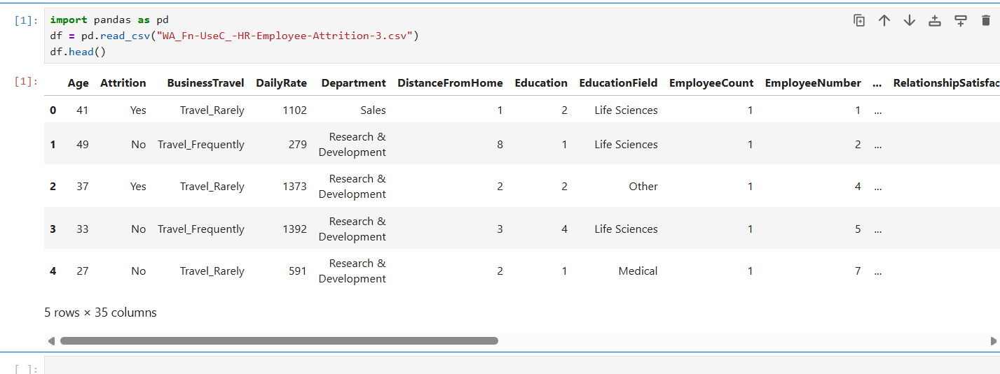 [1]: import pandas as pd
df = pd.read_csv("WA_Fn-UseC_-HR-Employee-Attrition-3.csv")
df.head()
[1]: Age Attrition BusinessTravel DailyRate Department DistanceFromHome Education EducationField EmployeeCount EmployeeNumber ... RelationshipSatisfac
0 41 Yes Travel_Rarely 1102 Sales 1 2 Life Sciences 1 1 ...
1 49 No Travel_Frequently 279 Research & Development 8 1 Life Sciences 1 2 ...
2 37 Yes Travel_Rarely 1373 Research & Development 2 2 Other 1 4 ...
3 33 No Travel_Frequently 1392 Research & Development 3 4 Life Sciences 1 5 ...
4 27 No Travel_Rarely 591 Research & Development 2 1 Medical 1 7 ...
5 rows × 35 columns
[ ]: